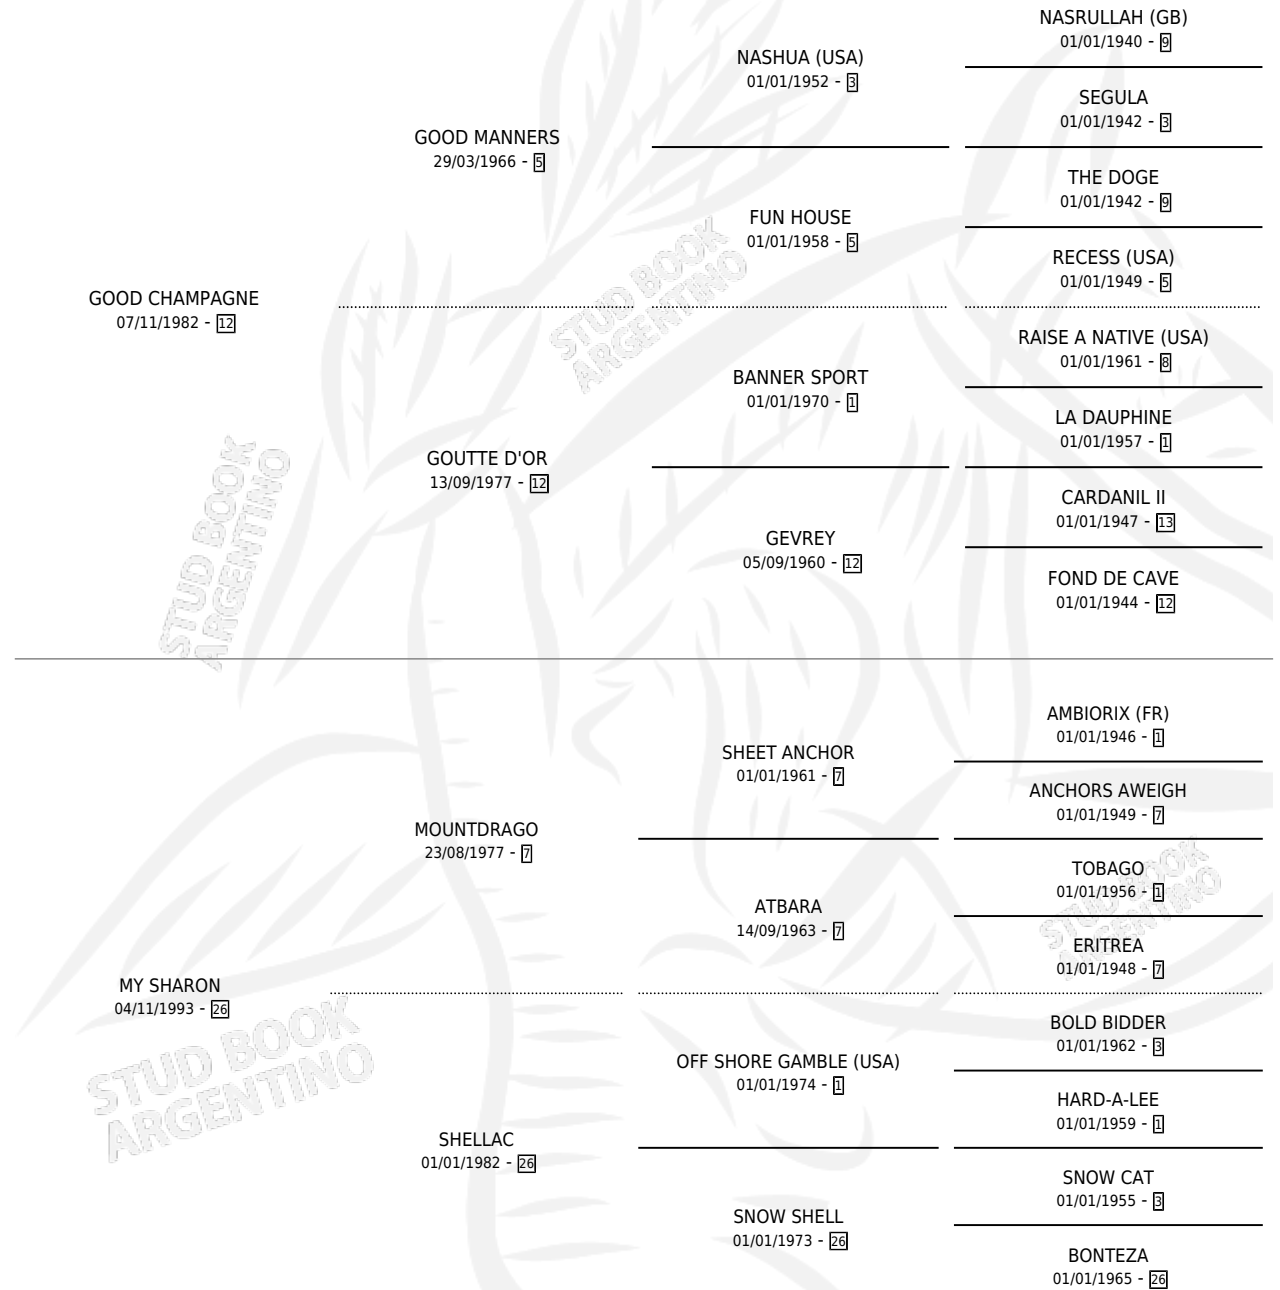 NASRULLAH (GB)
01/01/1940 - 9
NASHUA (USA)
01/01/1952 - 3
SEGULA
01/01/1942 - 3
GOOD MANNERS
29/03/1966 - 5
THE DOGE
01/01/1942 - 9
FUN HOUSE
01/01/1958 - 5
RECESS (USA)
01/01/1949 - 5
GOOD CHAMPAGNE
07/11/1982 - 12
RAISE A NATIVE (USA)
01/01/1961 - 8
BANNER SPORT
01/01/1970 - 1
LA DAUPHINE
01/01/1957 - 1
GOUTTE D'OR
13/09/1977 - 12
CARDANIL II
01/01/1947 - 13
GEVREY
05/09/1960 - 12
FOND DE CAVE
01/01/1944 - 12
AMBIORIX (FR)
01/01/1946 - 1
SHEET ANCHOR
01/01/1961 - 7
ANCHORS AWEIGH
01/01/1949 - 7
MOUNTDRAGO
23/08/1977 - 7
TOBAGO
01/01/1956 - 1
ATBARA
14/09/1963 - 7
ERITREA
01/01/1948 - 7
MY SHARON
04/11/1993 - 26
BOLD BIDDER
01/01/1962 - 3
OFF SHORE GAMBLE (USA)
01/01/1974 - 1
HARD-A-LEE
01/01/1959 - 1
SHELLAC
01/01/1982 - 26
SNOW CAT
01/01/1955 - 3
SNOW SHELL
01/01/1973 - 26
BONTEZA
01/01/1965 - 26
STUD BOOK
ARGENTINO
STUD BOOK
ARGENTINO
STUD BOOK
ARGENTINO
STUD BOOK
ARGENTINO